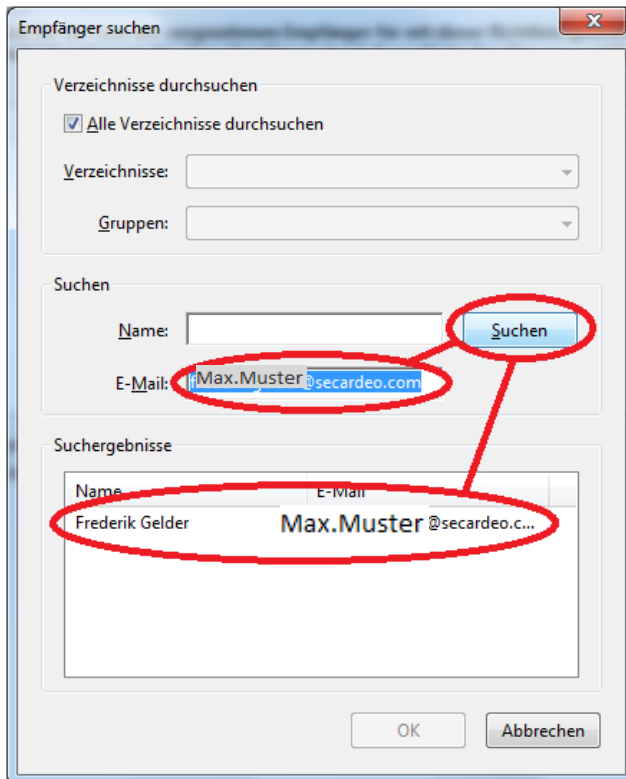 Empfänger suchen
Verzeichnisse durchsuchen
Alle Verzeichnisse durchsuchen
Verzeichnisse:
Gruppen:
Suchen
Name:
Suchen
E-Mail: Max.Muster@secardeo.com
Suchergebnisse
Name E-Mail
Frederik Gelder Max.Muster @secardeo.c...
OK Abbrechen